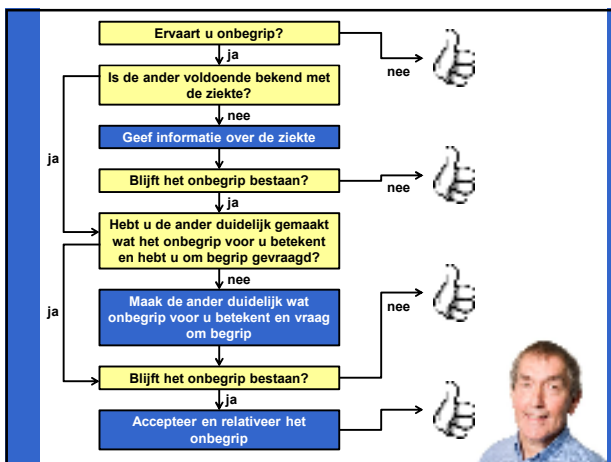 Ervaart u onbegrip?
ja
nee
Is de ander voldoende bekend met
de ziekte?
nee
ja
Geef informatie over de ziekte
Blijft het onbegrip bestaan?
nee
ja
Hebt u de ander duidelijk gemaakt
wat het onbegrip voor u betekent
en hebt u om begrip gevraagd?
nee
ja
Maak de ander duidelijk wat
onbegrip voor u betekent en vraag
om begrip
nee
Blijft het onbegrip bestaan?
ja
Accepteer en relativeer het
onbegrip